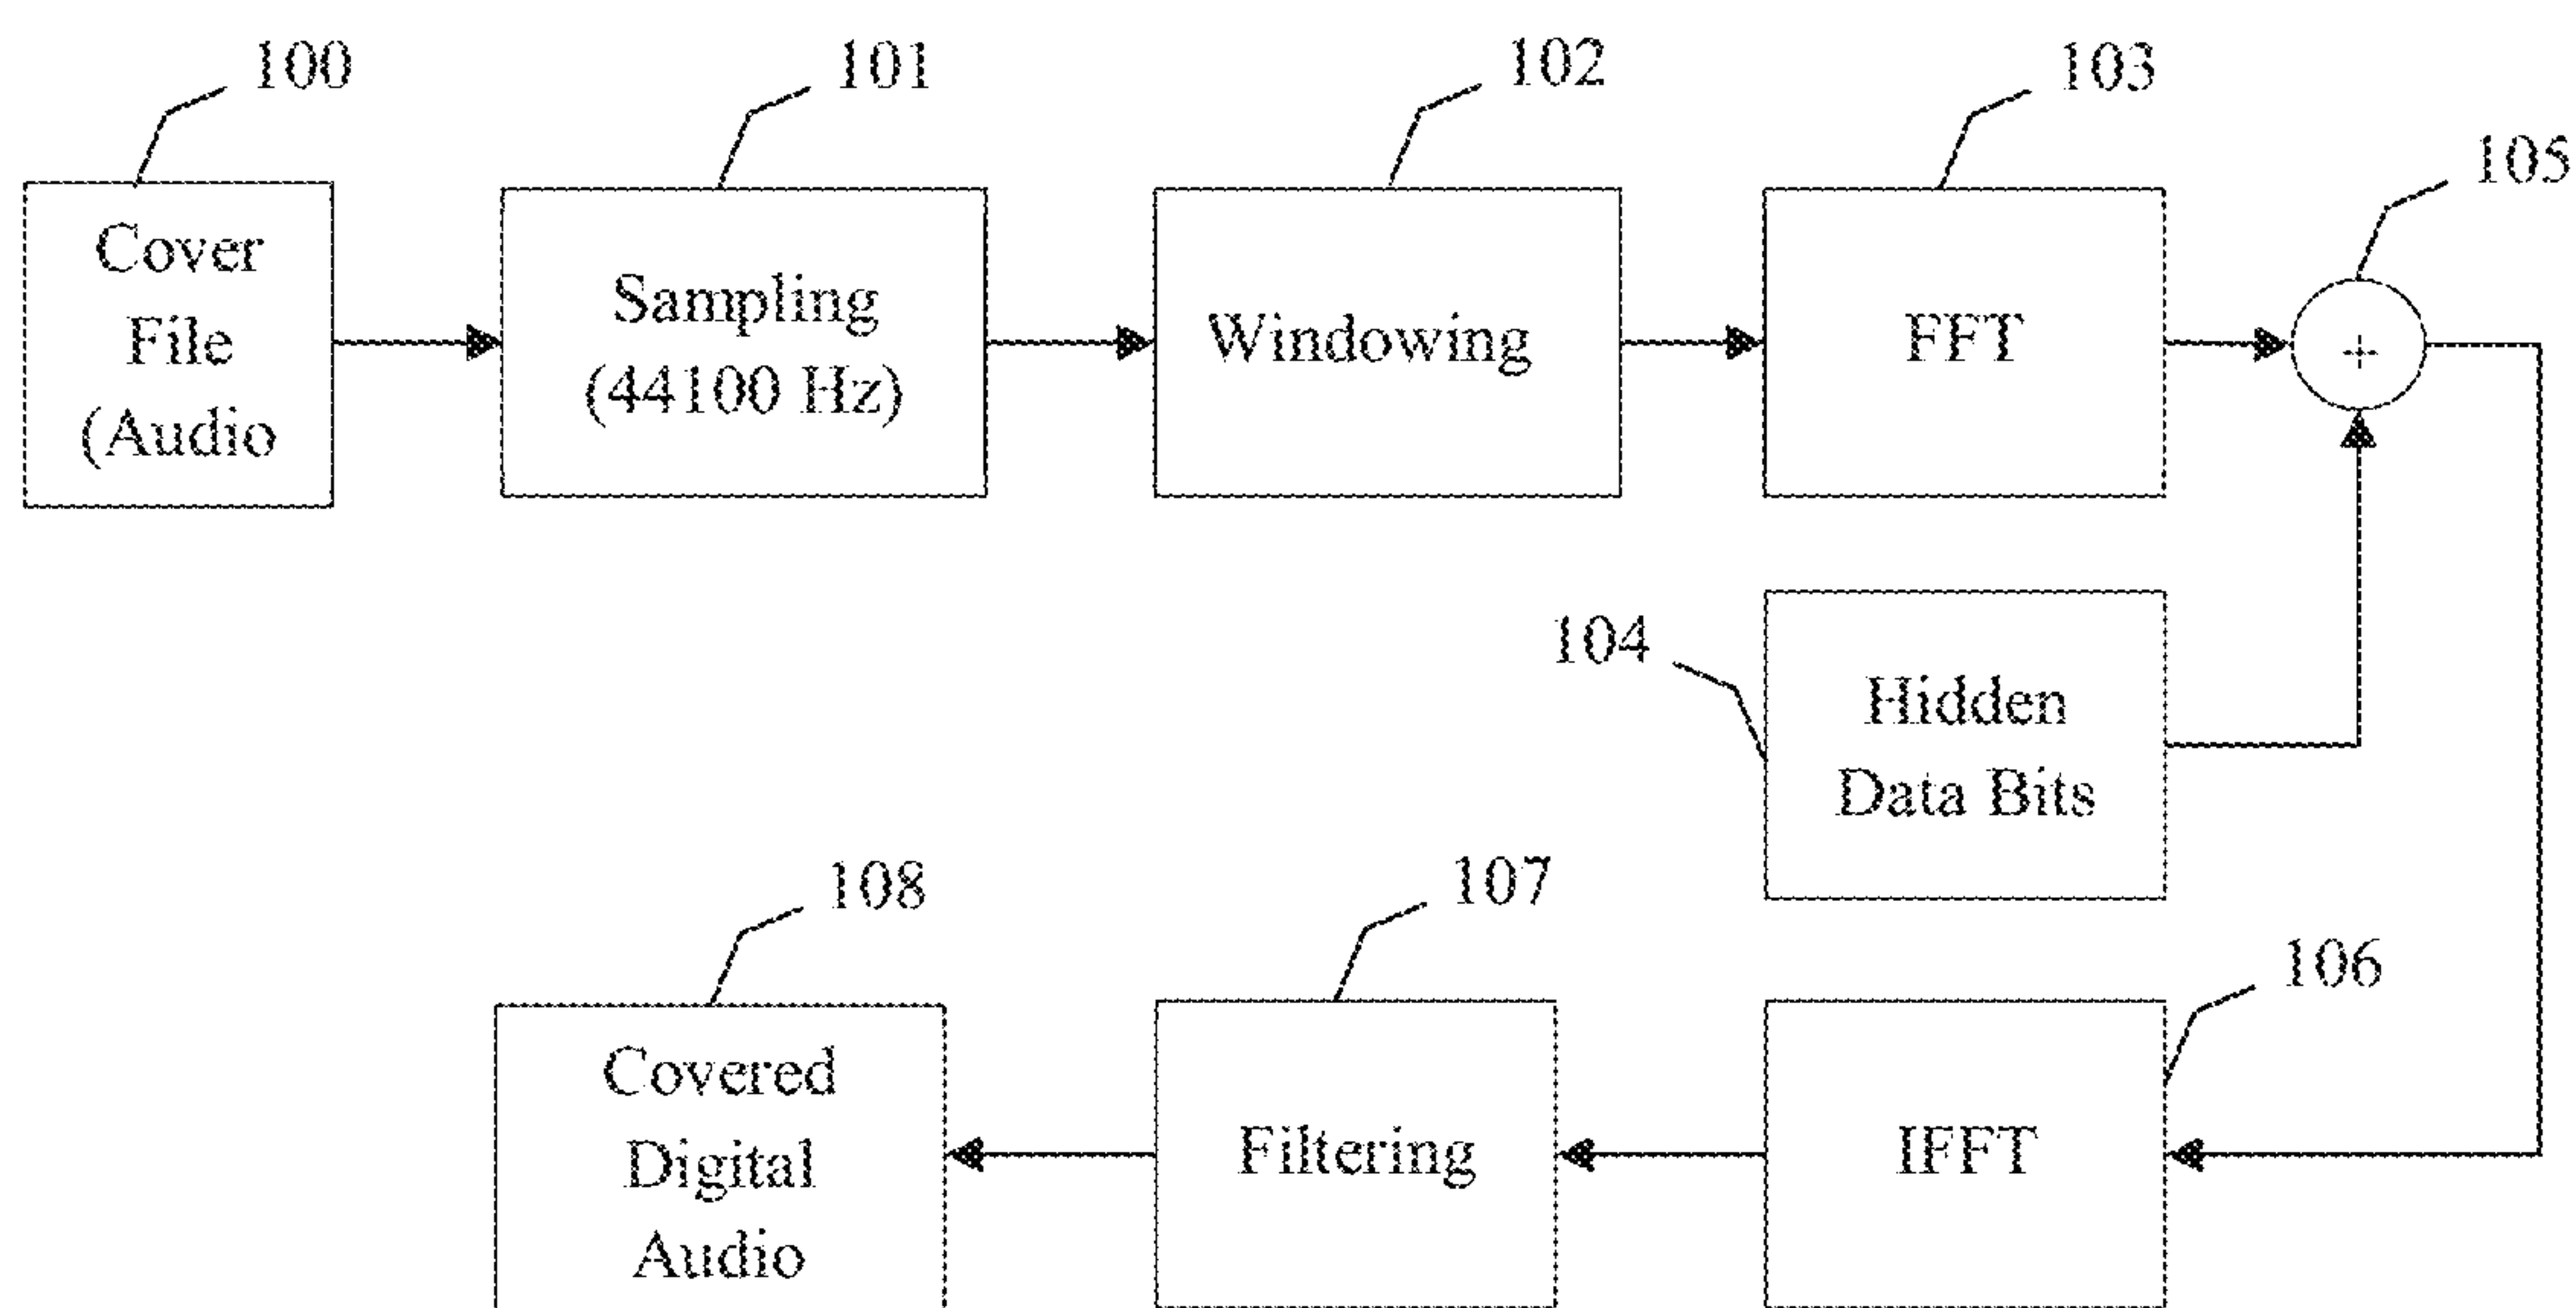 100
101
102
103
105
Cover
File
(Audio
Sampling
(44100 Hz)
Windowing
FFT
+
104
Hidden
Data Bits
108
107
106
Covered
Digital
Audio
Filtering
IFFT